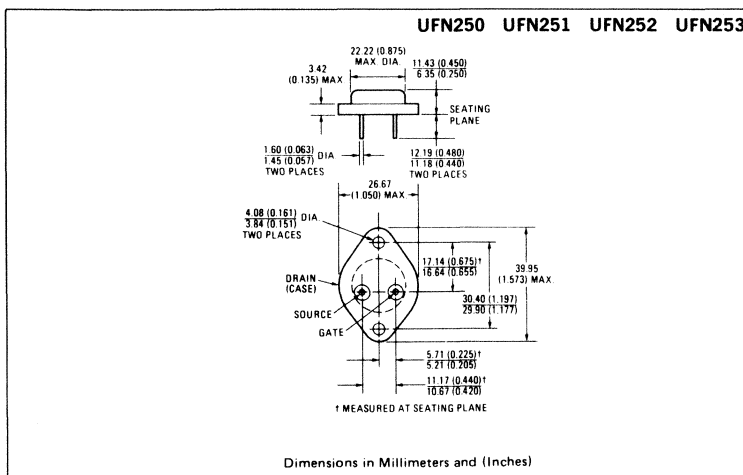 UFN250 UFN251 UFN252 UFN253
22.22 (0.875)
MAX. DIA.
3.42
(0.135) MAX
11.43 (0.450)
6.35 (0.250)
SEATING
PLANE
1.60 (0.063)
1.45 (0.057) DIA
TWO PLACES
12.19 (0.480)
11.18 (0.440)
TWO PLACES
26.67
(1.050) MAX
4.08 (0.161)
3.84 (0.151) DIA.
TWO PLACES
17.14 (0.675)†
16.64 (0.655)
39.95
(1.573) MAX.
DRAIN
(CASE)
30.40 (1.197)
29.90 (1.177)
SOURCE
GATE
5.71 (0.225)†
5.21 (0.205)
11.17 (0.440)†
10.67 (0.420)
† MEASURED AT SEATING PLANE
Dimensions in Millimeters and (Inches)